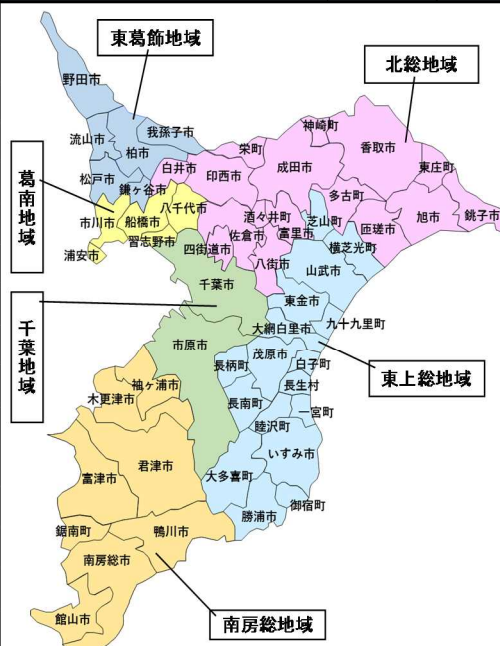 東葛飾地域
北総地域
野田市
流山市
我孫子市
柏市
松戸市
鎌ヶ谷市
白井市
印西市
栄町
成田市
神崎町
香取市
東庄町
多古町
旭市
銚子市
匝瑳市
芝山町
横芝光町
酒々井町
富里市
佐倉市
四街道市
八街市
葛南地域
市川市
船橋市
八千代市
習志野市
浦安市
千葉地域
千葉市
市原市
山武市
東金市
大網白里市
九十九里町
茂原市
白子町
長柄町
長生村
長南町
一宮町
睦沢町
いすみ市
大多喜町
御宿町
勝浦市
東上総地域
袖ヶ浦市
木更津市
君津市
富津市
鋸南町
鴨川市
南房総市
館山市
南房総地域